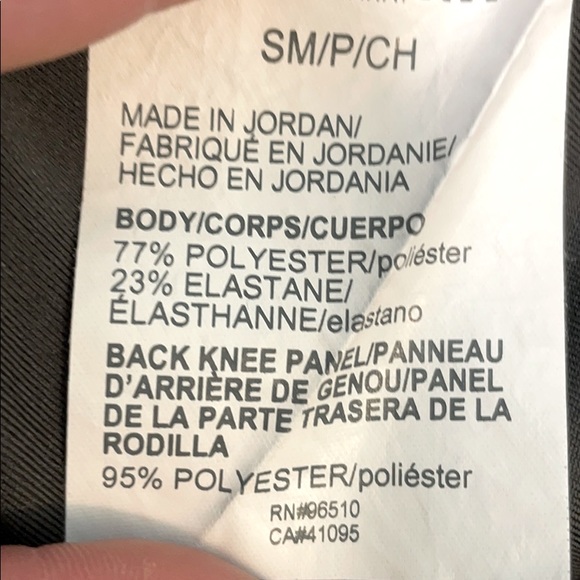 SM/P/CH
MADE IN JORDAN/
FABRIQUÉ EN JORDANIE/
HECHO EN JORDANIA
BODY/CORPS/CUERPO
77% POLYESTER/poliéster
23% ELASTANE/
ÉLASTHANNE/elastano
BACK KNEE PANEL/PANNEAU
D'ARRIÈRE DE GENOU/PANEL
DE LA PARTE TRASERA DE LA
RODILLA
95% POLYESTER/poliéster
RN#96510
CA#41095